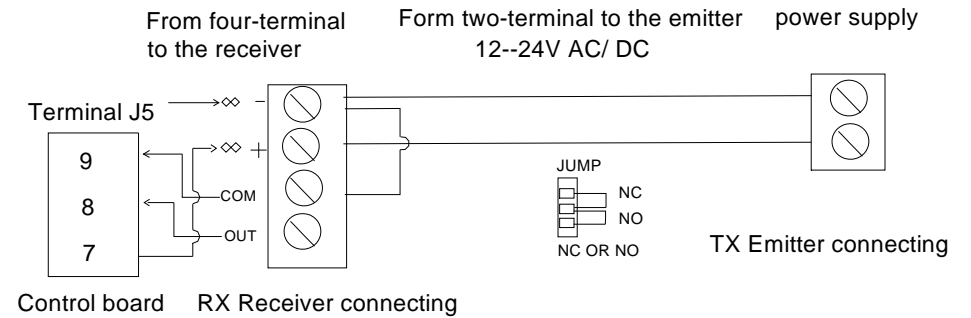 From four-terminal
to the receiver
Form two-terminal to the emitter
12--24V AC/ DC
power supply
Terminal J5
-
+
9
8
7
COM
OUT
JUMP
NC
NO
NC OR NO
TX Emitter connecting
Control board
RX Receiver connecting